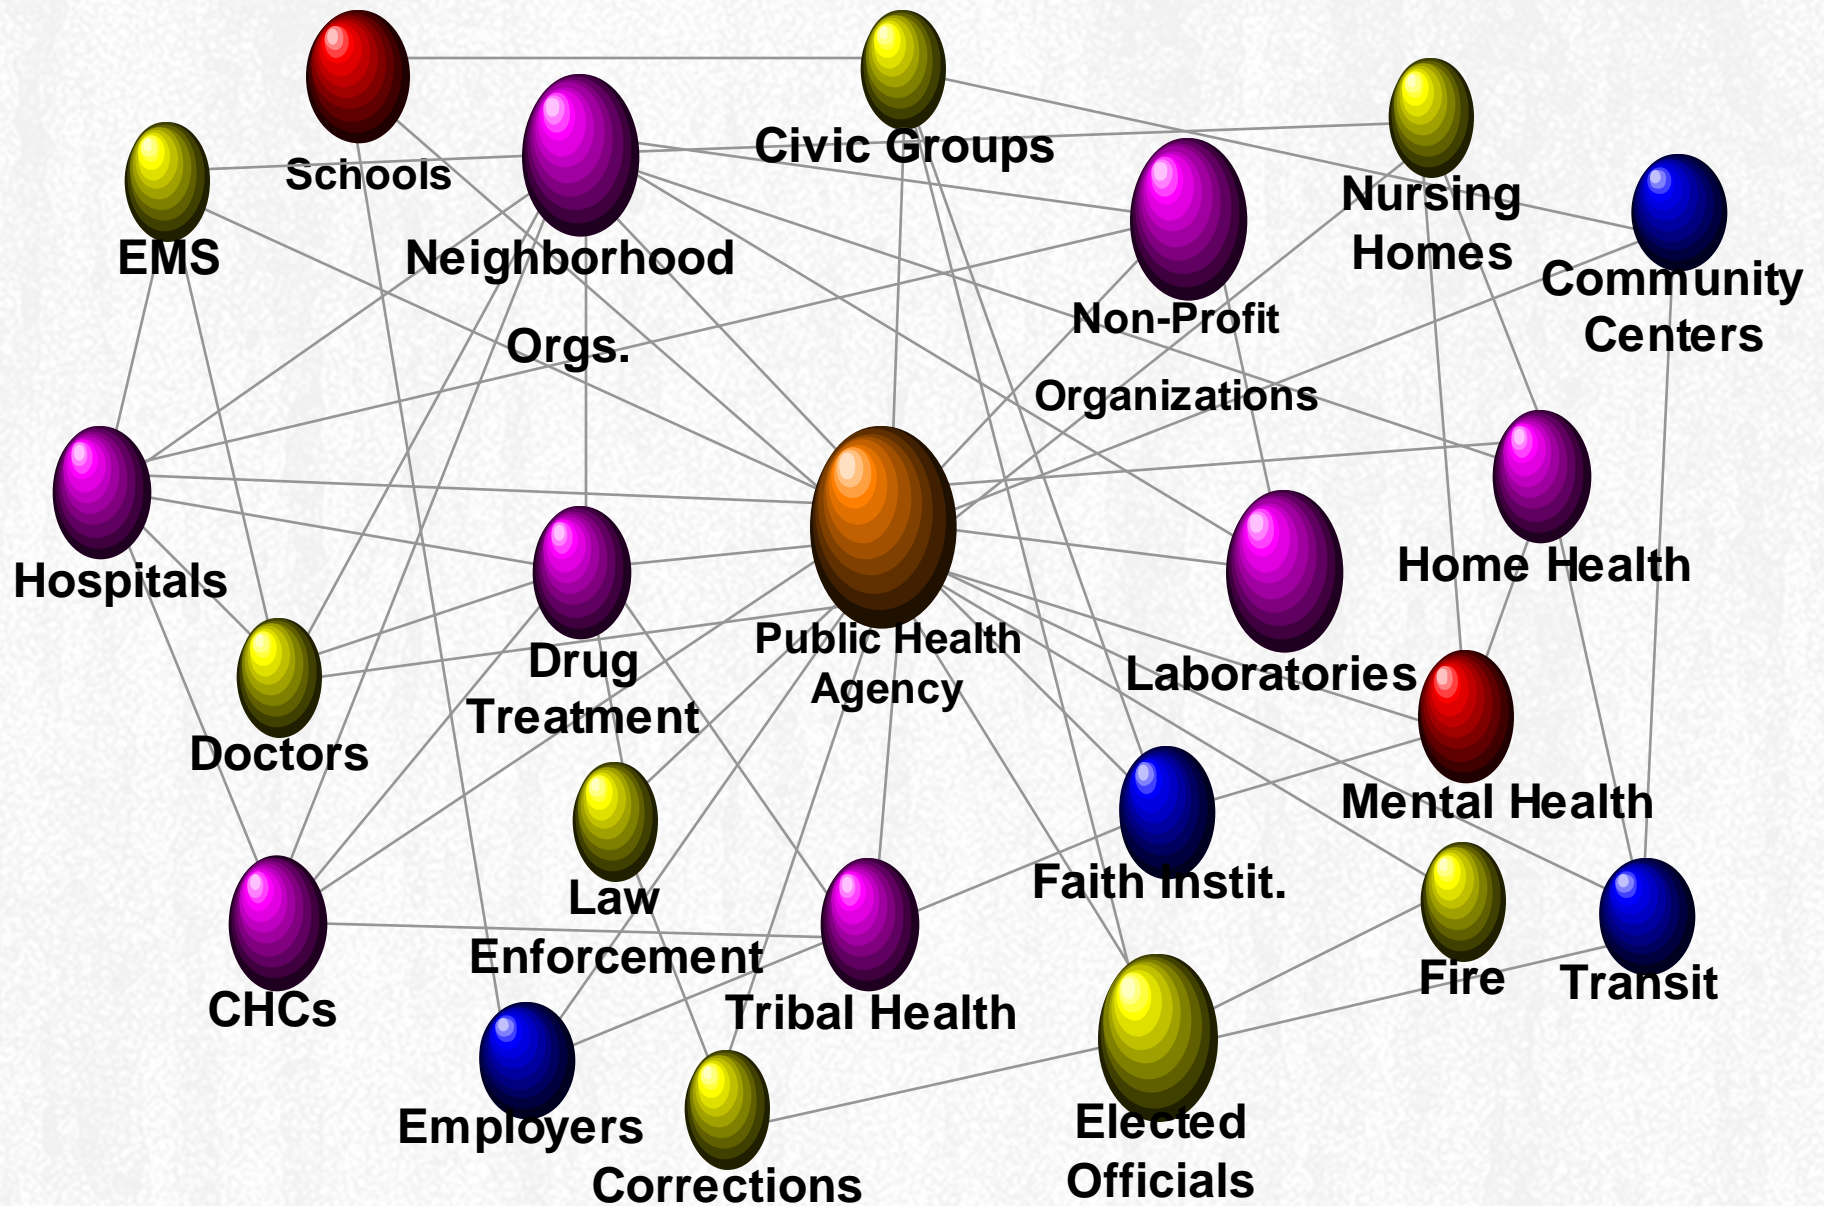 Schools
Civic Groups
EMS
Neighborhood
Orgs.
Nursing
Homes
Community
Centers
Non-Profit
Organizations
Hospitals
Home Health
Drug
Treatment
Public Health
Agency
Laboratories
Doctors
Mental Health
Law
Enforcement
Faith Instit.
Fire
Transit
CHCs
Tribal Health
Employers
Corrections
Elected
Officials